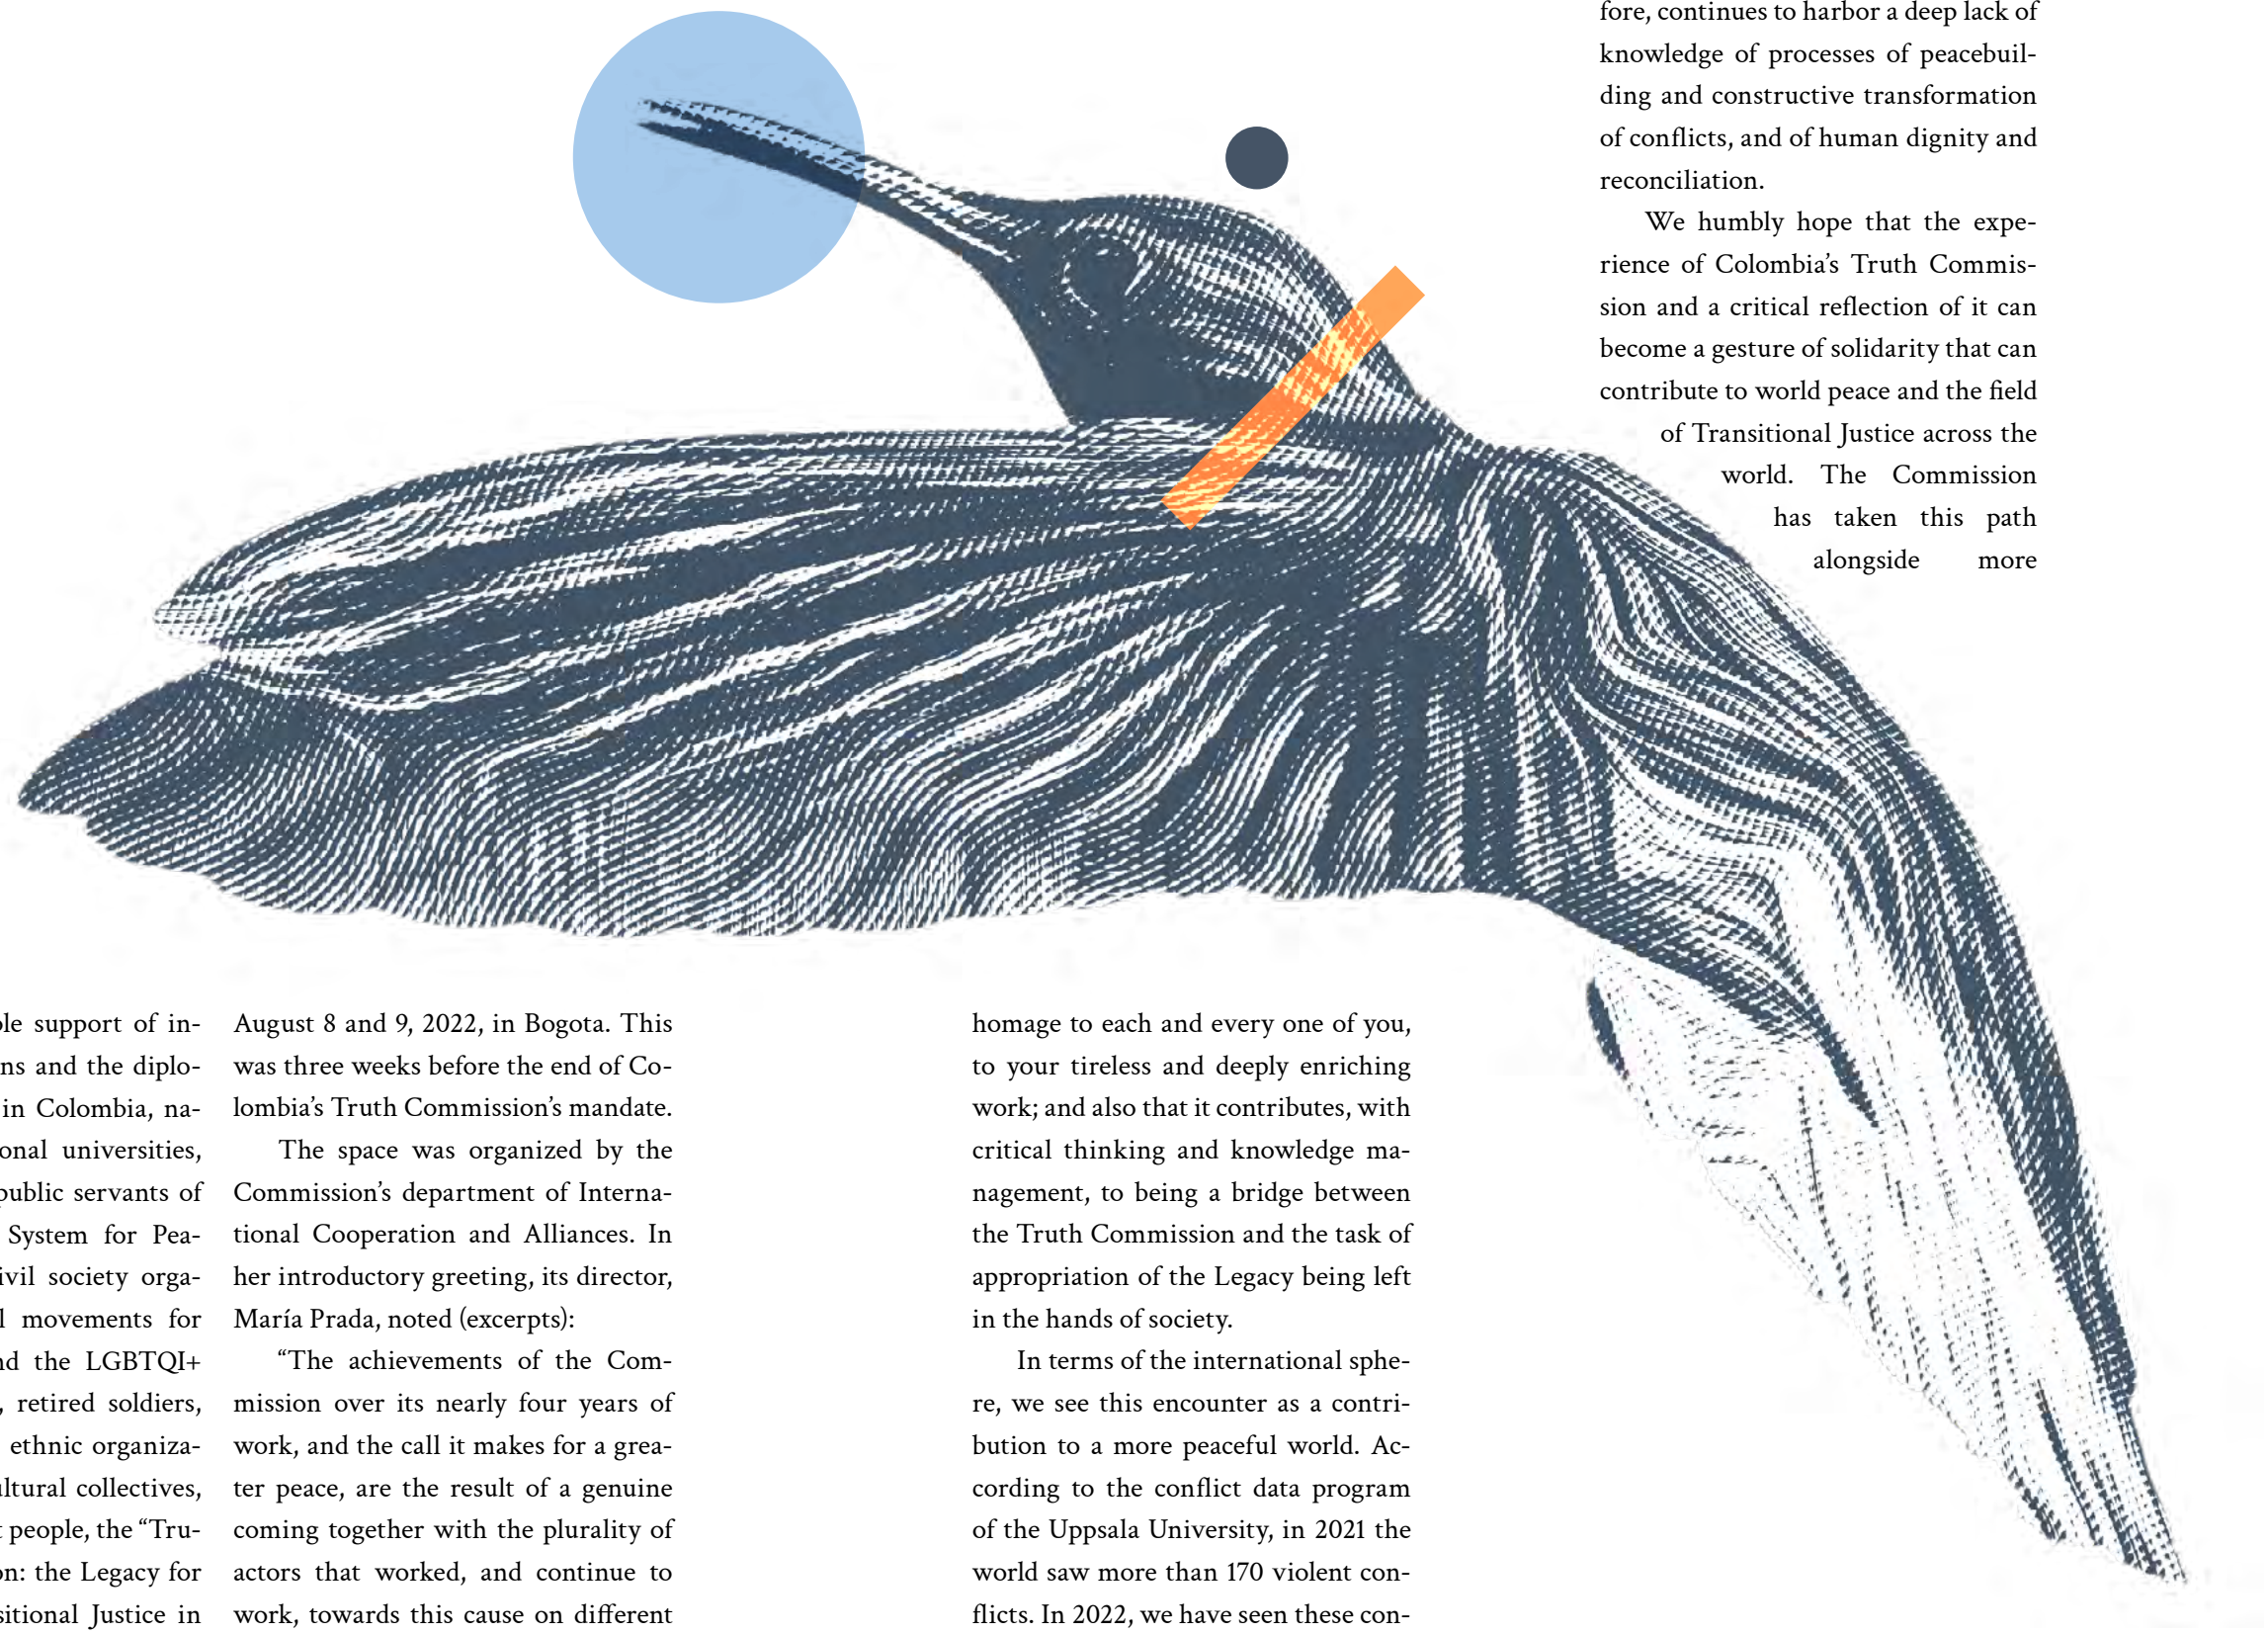 support of in-
and the diplo-
in Colombia, na-
universities,
public servants of
System for Pea-
society orga-
movements for
the LGBTQI+
retired soldiers,
ethnic organiza-
collectives,
people, the “Tru-
the Legacy for
Justice in
August 8 and 9, 2022, in Bogota. This
was three weeks before the end of Co-
lombia’s Truth Commission’s mandate.
The space was organized by the
Commission’s department of Interna-
tional Cooperation and Alliances. In
her introductory greeting, its director,
María Prada, noted (excerpts):
“The achievements of the Com-
mission over its nearly four years of
work, and the call it makes for a grea-
ter peace, are the result of a genuine
coming together with the plurality of
actors that worked, and continue to
work, towards this cause on different
homage to each and every one of you,
to your tireless and deeply enriching
work; and also that it contributes, with
critical thinking and knowledge ma-
nagement, to being a bridge between
the Truth Commission and the task of
appropriation of the Legacy being left
in the hands of society.
In terms of the international sphe-
re, we see this encounter as a contri-
bution to a more peaceful world. Ac-
cording to the conflict data program
of the Uppsala University, in 2021 the
world saw more than 170 violent con-
flicts. In 2022, we have seen these con-
fore, continues to harbor a deep lack of
knowledge of processes of peacebuil-
ding and constructive transformation
of conflicts, and of human dignity and
reconciliation.
We humbly hope that the expe-
rience of Colombia’s Truth Commis-
sion and a critical reflection of it can
become a gesture of solidarity that can
contribute to world peace and the field
of Transitional Justice across the
world. The Commission
has taken this path
alongside more